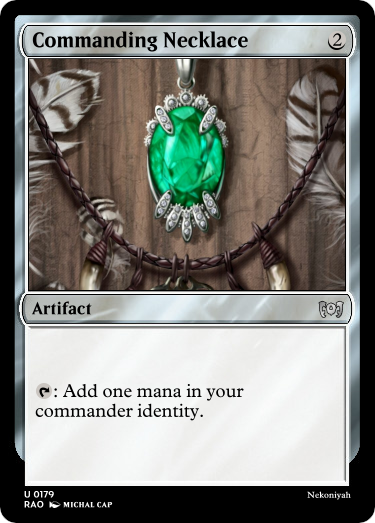 Commanding Necklace 2
Artifact
: Add one mana in your
commander identity.
U 0179
Nekoniyah
RAO MICHAL CAP